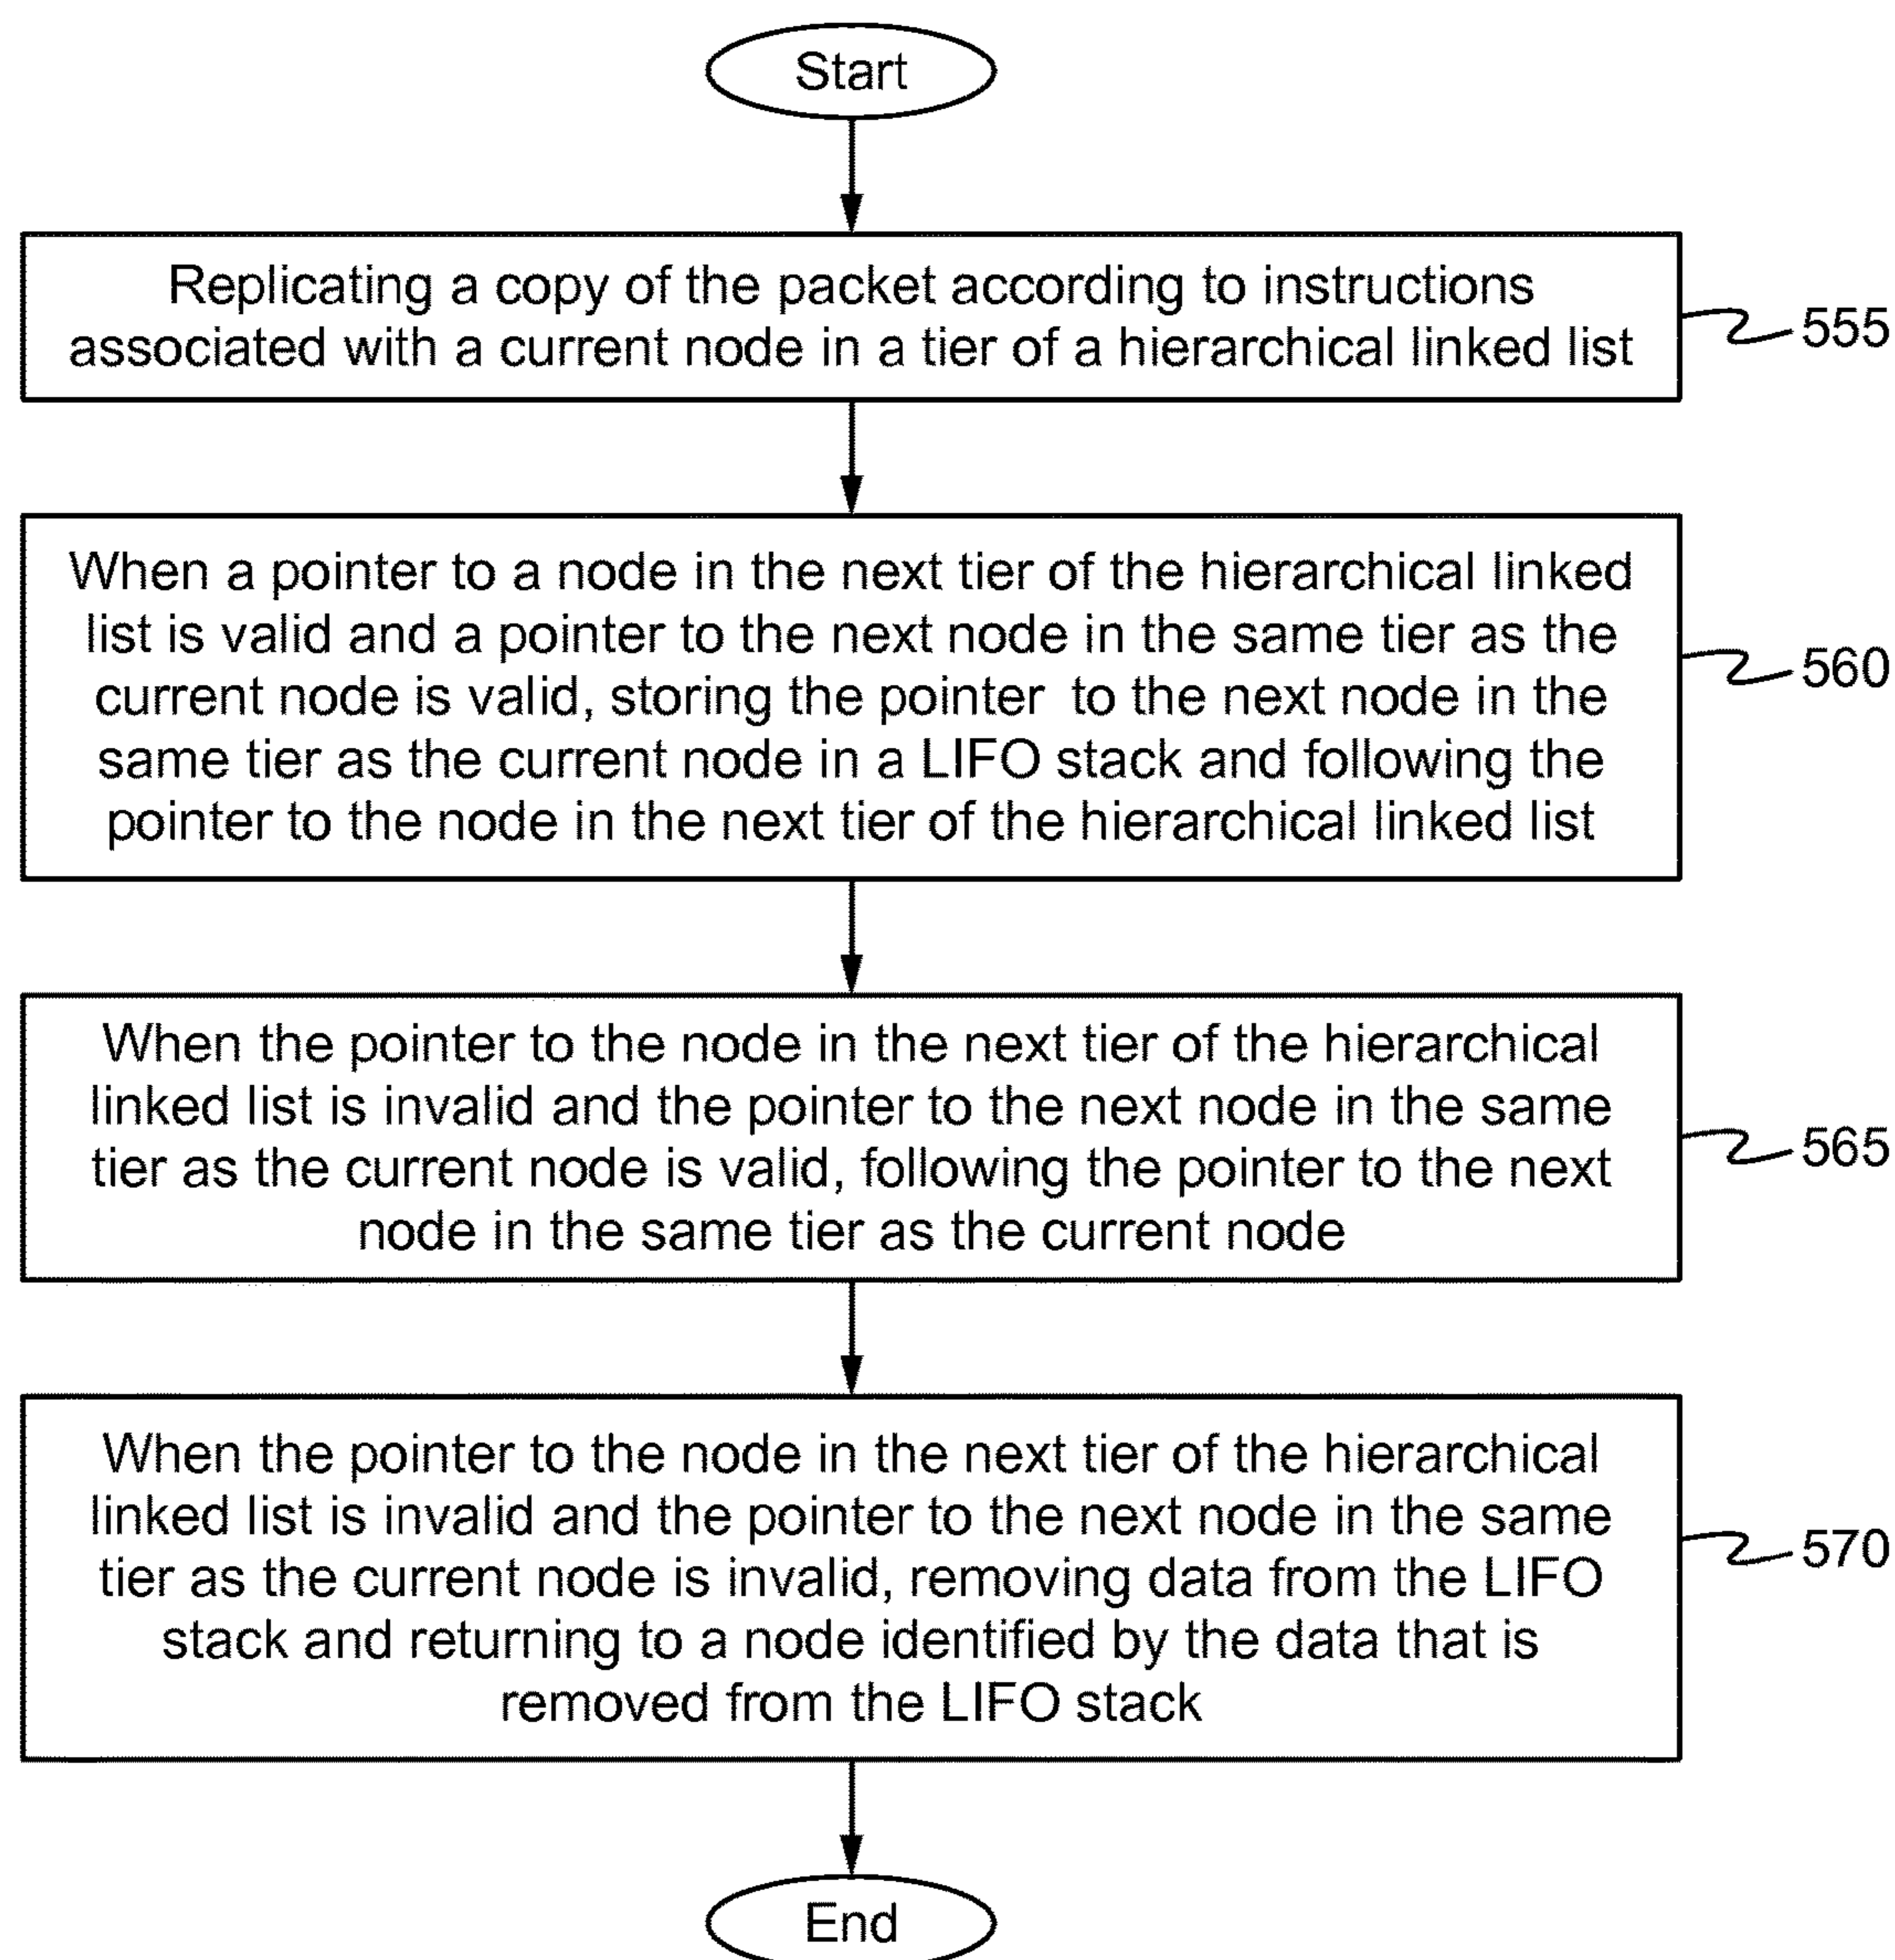 Start
Replicating a copy of the packet according to instructions
associated with a current node in a tier of a hierarchical linked list
555
When a pointer to a node in the next tier of the hierarchical linked
list is valid and a pointer to the next node in the same tier as the
current node is valid, storing the pointer to the next node in the
same tier as the current node in a LIFO stack and following the
pointer to the node in the next tier of the hierarchical linked list
560
When the pointer to the node in the next tier of the hierarchical
linked list is invalid and the pointer to the next node in the same
tier as the current node is valid, following the pointer to the next
node in the same tier as the current node
565
When the pointer to the node in the next tier of the hierarchical
linked list is invalid and the pointer to the next node in the same
tier as the current node is invalid, removing data from the LIFO
stack and returning to a node identified by the data that is
removed from the LIFO stack
570
End